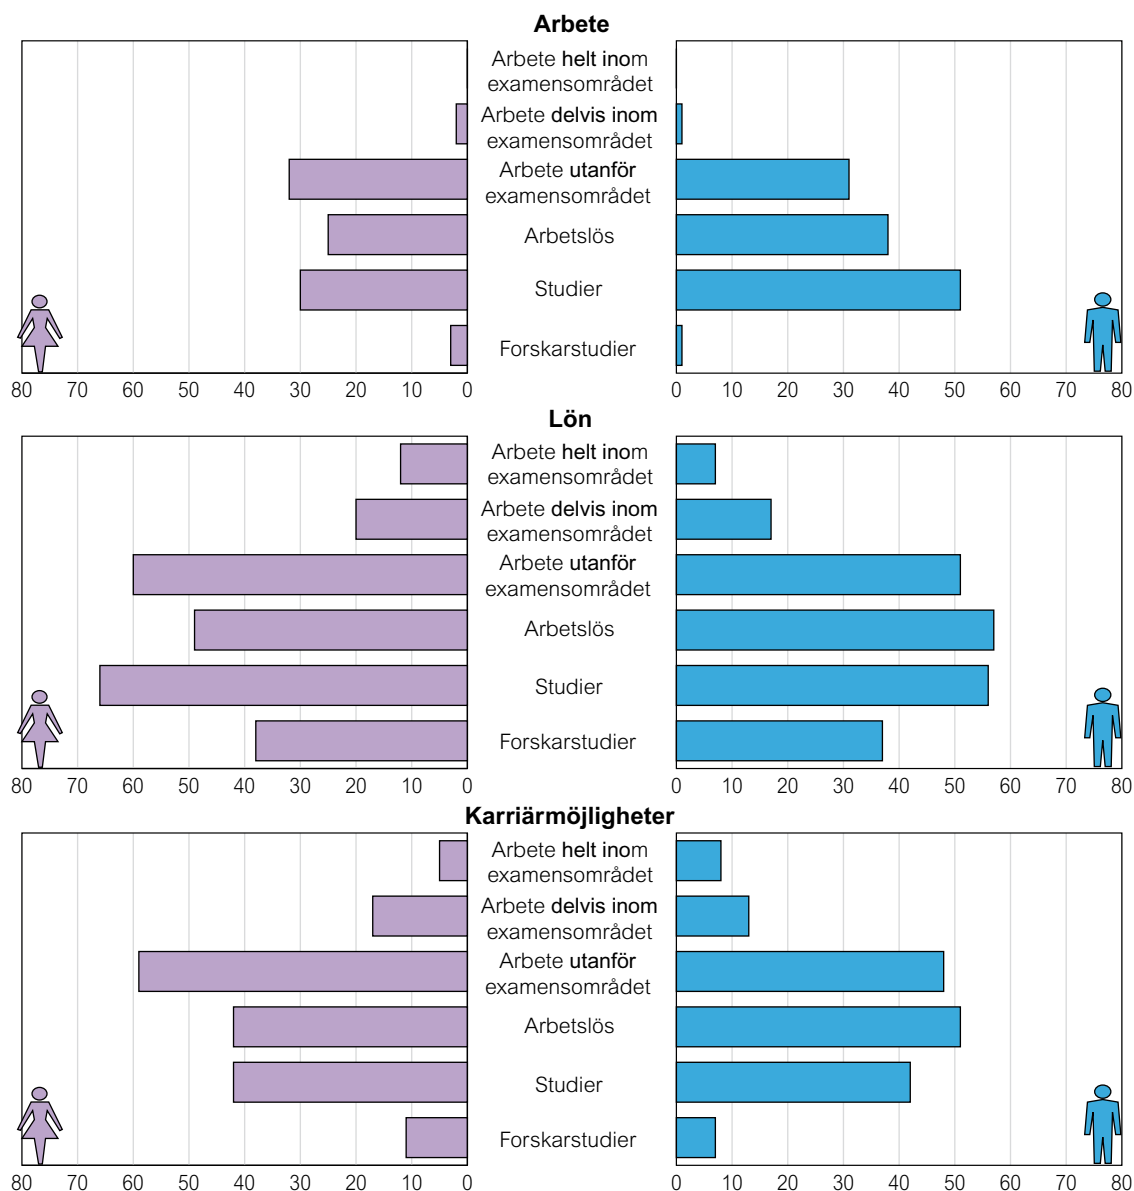 Arbete
Arbete helt inom
examensområdet
Arbete delvis inom
examensområdet
Arbete utanför
examensområdet
Arbetslös
Studier
Forskarstudier
80 70 60 50 40 30 20 10 0 0 10 20 30 40 50 60 70 80
Lön
Arbete helt inom
examensområdet
Arbete delvis inom
examensområdet
Arbete utanför
examensområdet
Arbetslös
Studier
Forskarstudier
80 70 60 50 40 30 20 10 0 0 10 20 30 40 50 60 70 80
Karriärmöjligheter
Arbete helt inom
examensområdet
Arbete delvis inom
examensområdet
Arbete utanför
examensområdet
Arbetslös
Studier
Forskarstudier
80 70 60 50 40 30 20 10 0 0 10 20 30 40 50 60 70 80